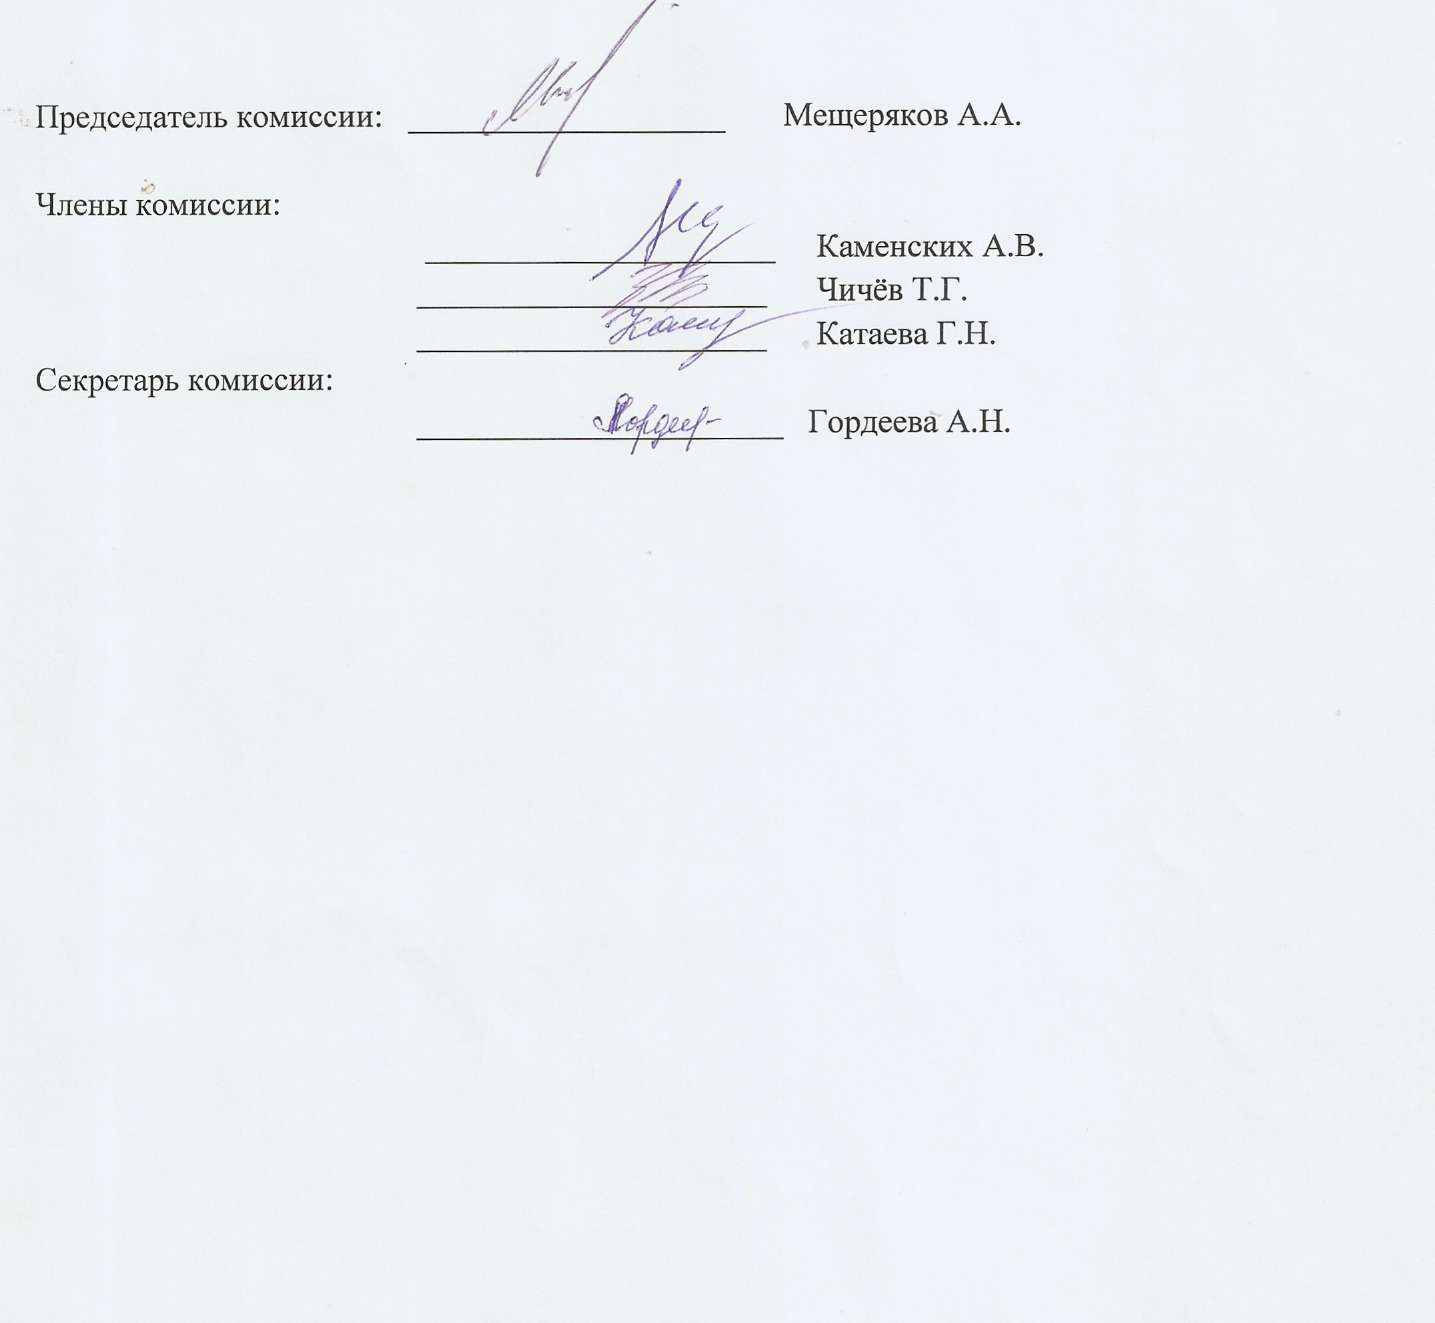 Председатель комиссии: Мещеряков А.А.
Члены комиссии:
Каменских А.В.
Чичёв Т.Г.
Катаева Г.Н.
Секретарь комиссии:
Гордеева А.Н.